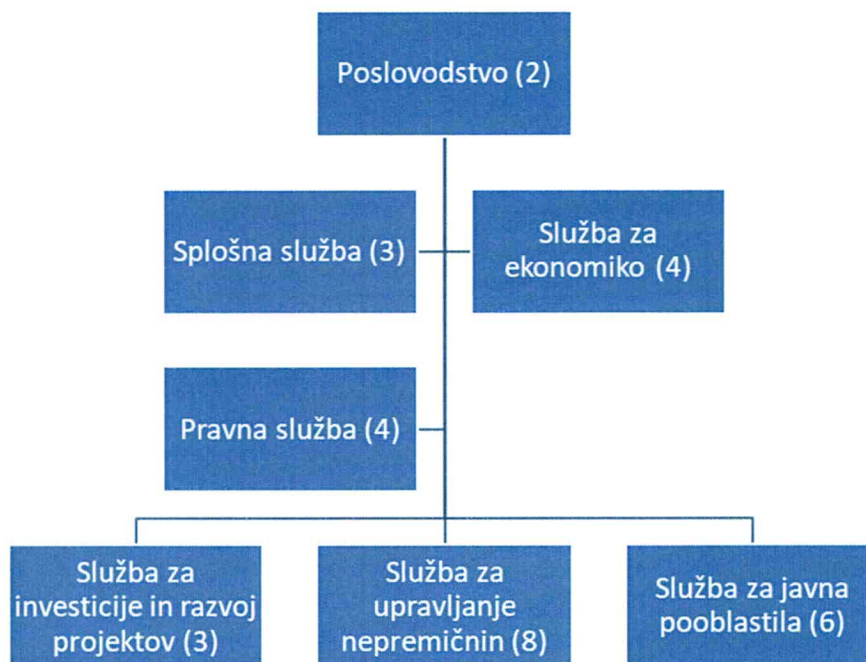 Poslovodstvo (2)
Splošna služba (3)
Služba za
ekonomiko (4)
Pravna služba (4)
Služba za
investicije in razvoj
projektov (3)
Služba za
upravljanje
nepremičnin (8)
Služba za javna
pooblastila (6)